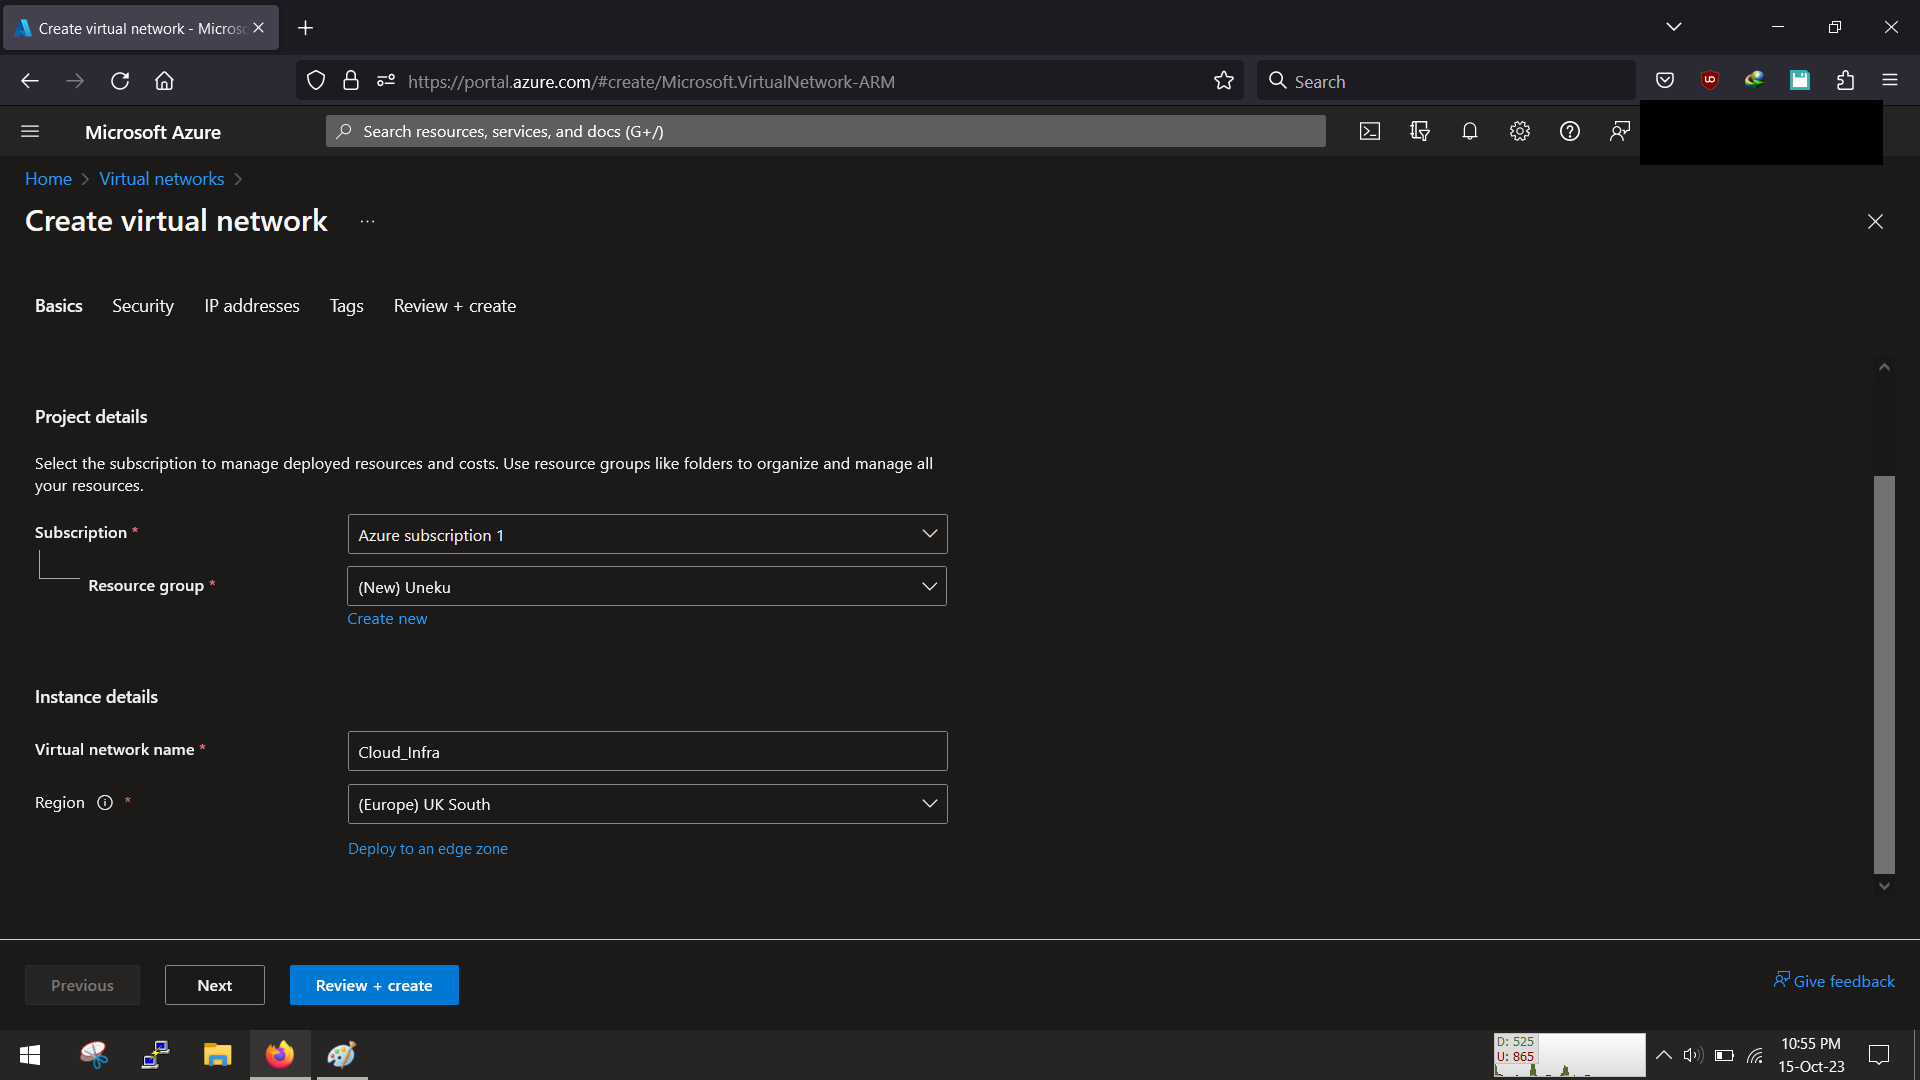 Create virtual network - Microso
https://portal.azure.com/#create/Microsoft.VirtualNetwork-ARM
Search
Microsoft Azure
Search resources, services, and docs (G+/)
Home > Virtual networks >
Create virtual network ...
Basics Security IP addresses Tags Review + create
Project details
Select the subscription to manage deployed resources and costs. Use resource groups like folders to organize and manage all
your resources.
Subscription *
Azure subscription 1
Resource group *
(New) Uneku
Create new
Instance details
Virtual network name *
Cloud_Infra
Region *
(Europe) UK South
Deploy to an edge zone
Previous Next Review + create
Give feedback
D: 525
U: 865
10:55 PM
15-Oct-23